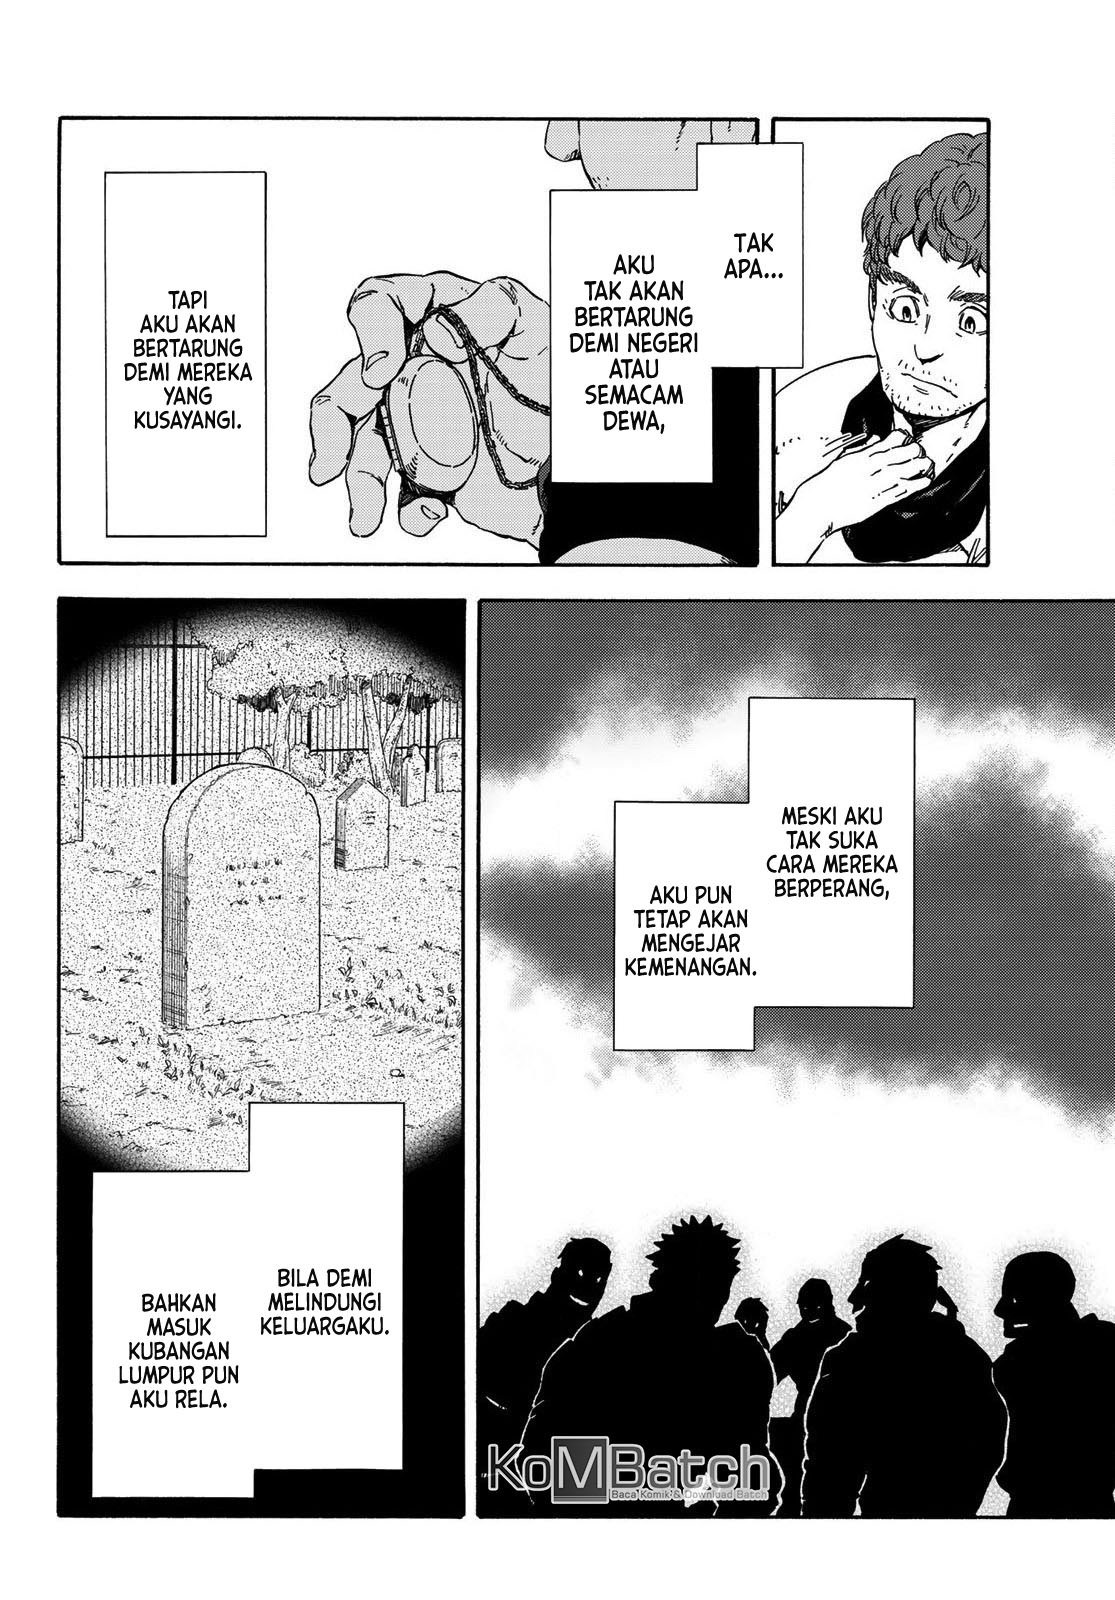 TAK
APA...
AKU
TAK AKAN
BERTARUNG
DEMI NEGERI
ATAU
SEMACAM
DEWA,
TAPI
AKU AKAN
BERTARUNG
DEMI MEREKA
YANG
KUSAYANGI.
MESKI AKU
TAK SUKA
CARA MEREKA
BERPERANG,
AKU PUN
TETAP AKAN
MENGEJAR
KEMENANGAN.
BILA DEMI
MELINDUNGI
KELUARGAKU.
BAHKAN
MASUK
KUBANGAN
LUMPUR PUN
AKU RELA.
KoMBatch
Baca Komik & Download Batch